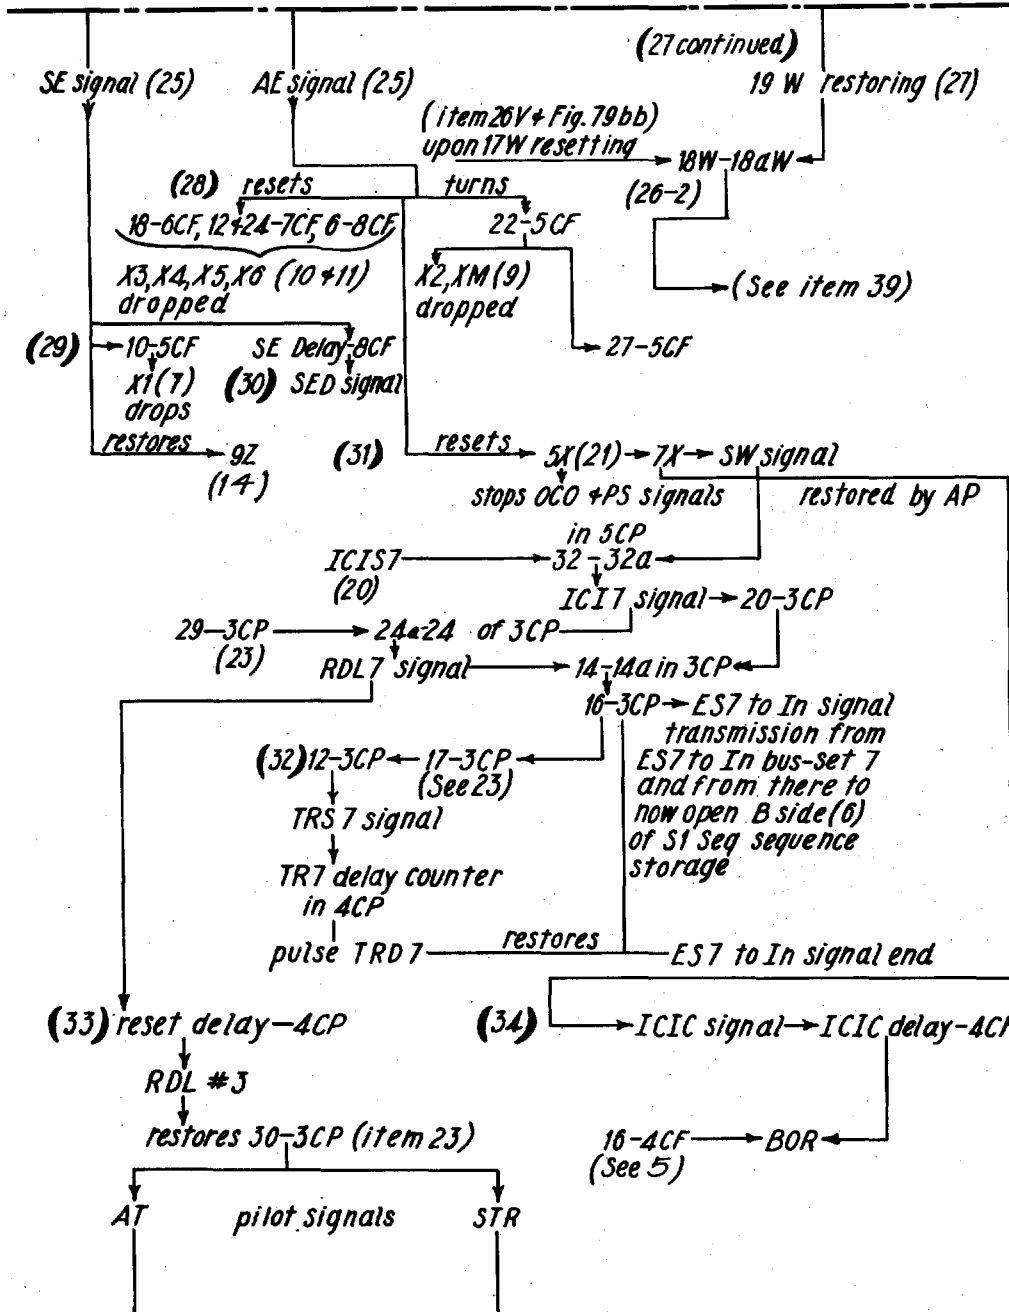 (27 continued)
SE signal (25)
AE signal (25)
19 W restoring (27)
(item 26V & Fig. 79bb)
upon 17W resetting
18W-18aW
(26-2)
(28) resets
turns
18-6CF, 12&24-7CF, 6-8CF
22-5CF
X3, X4, X5, X6 (10&11)
dropped
X2, XM (9)
dropped
(See item 39)
(29)
10-5CF
SE Delay-8CF
27-5CF
X1 (7)
drops
(30) SED signal
restores
9Z
(14)
(31)
resets
5X (21)
7X
SW signal
stops OCO & PS signals
in 5CP
restored by AP
ICIS7
(20)
32-32a
ICI7 signal
20-3CP
29-3CP
(23)
24a-24 of 3CP
RDL7 signal
14-14a in 3CP
16-3CP
ES7 to In signal
transmission from
ES7 to In bus-set 7
and from there to
now open B side (6)
of S1 Seq sequence
storage
(32) 12-3CP
17-3CP
(See 23)
TRS 7 signal
TR7 delay counter
in 4CP
pulse TRD7
restores
ES7 to In signal end
(33) reset delay-4CP
(34)
ICIC signal
ICIC delay-4CP
RDL #3
restores 30-3CP (item 23)
16-4CF
(See 5)
BOR
AT
pilot signals
STR